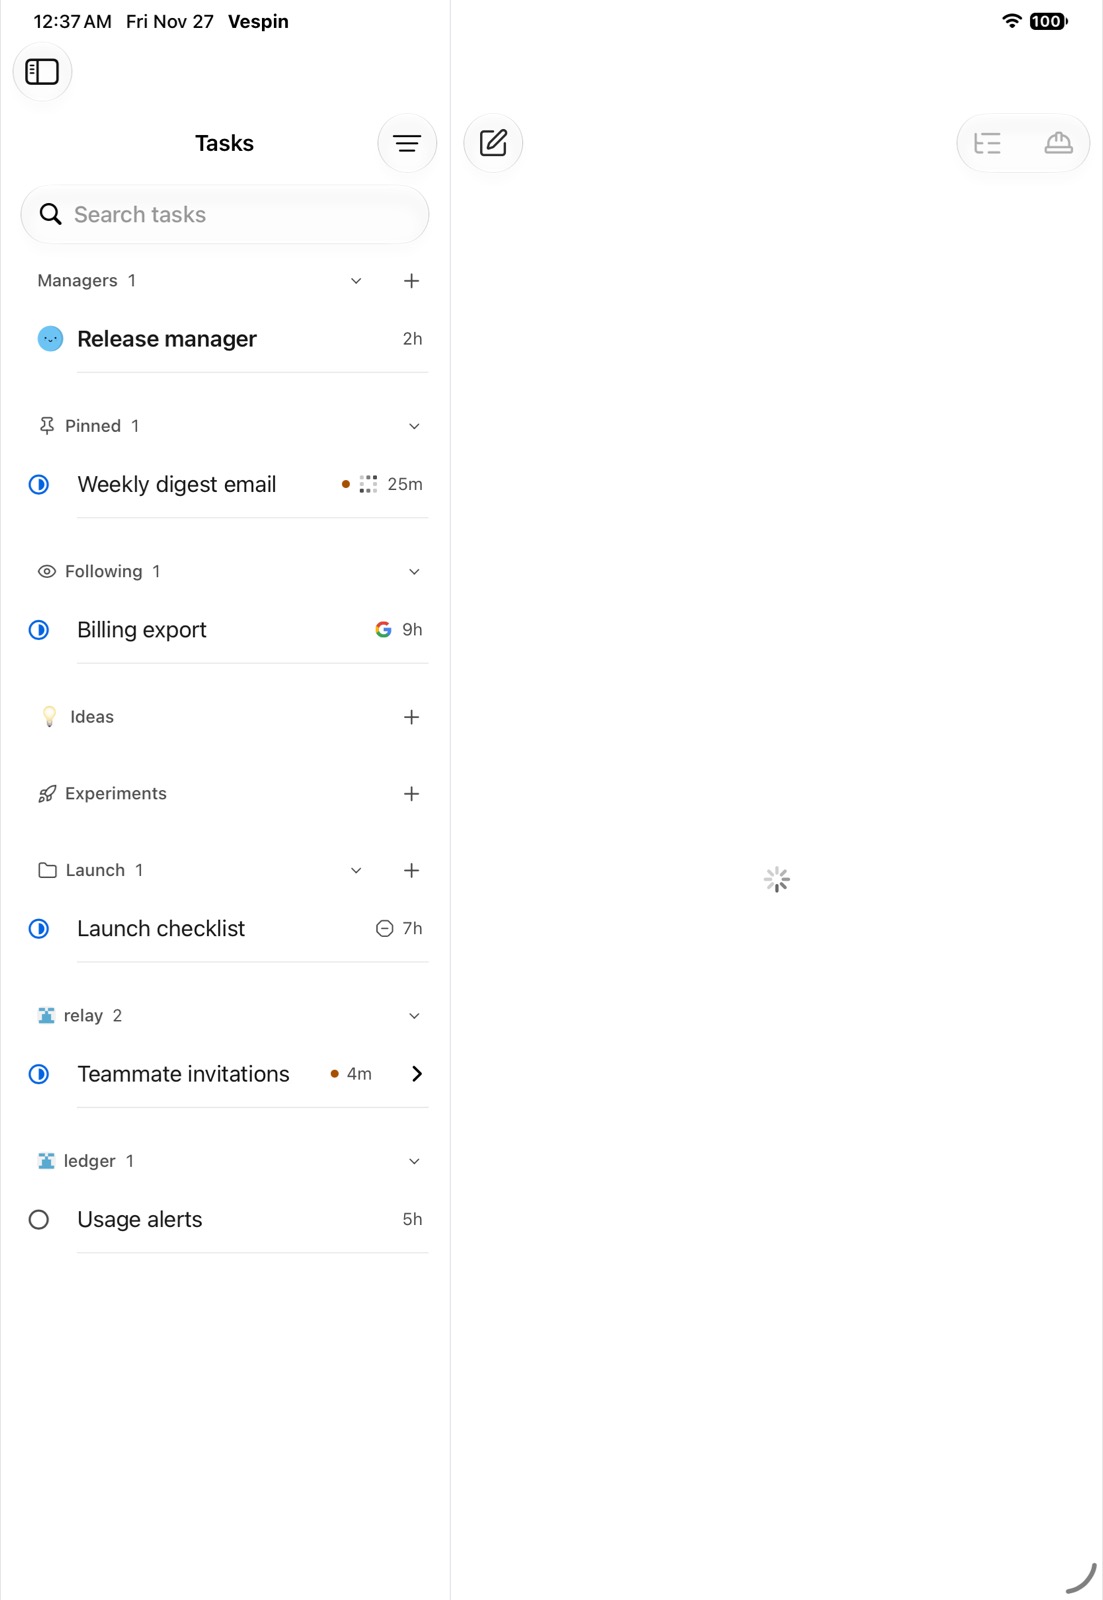 12:37 AM Fri Nov 27 Vespin
100
Tasks
Search tasks
Managers 1
Release manager 2h
Pinned 1
Weekly digest email 25m
Following 1
Billing export G 9h
Ideas
Experiments
Launch 1
Launch checklist 7h
relay 2
Teammate invitations 4m
ledger 1
Usage alerts 5h